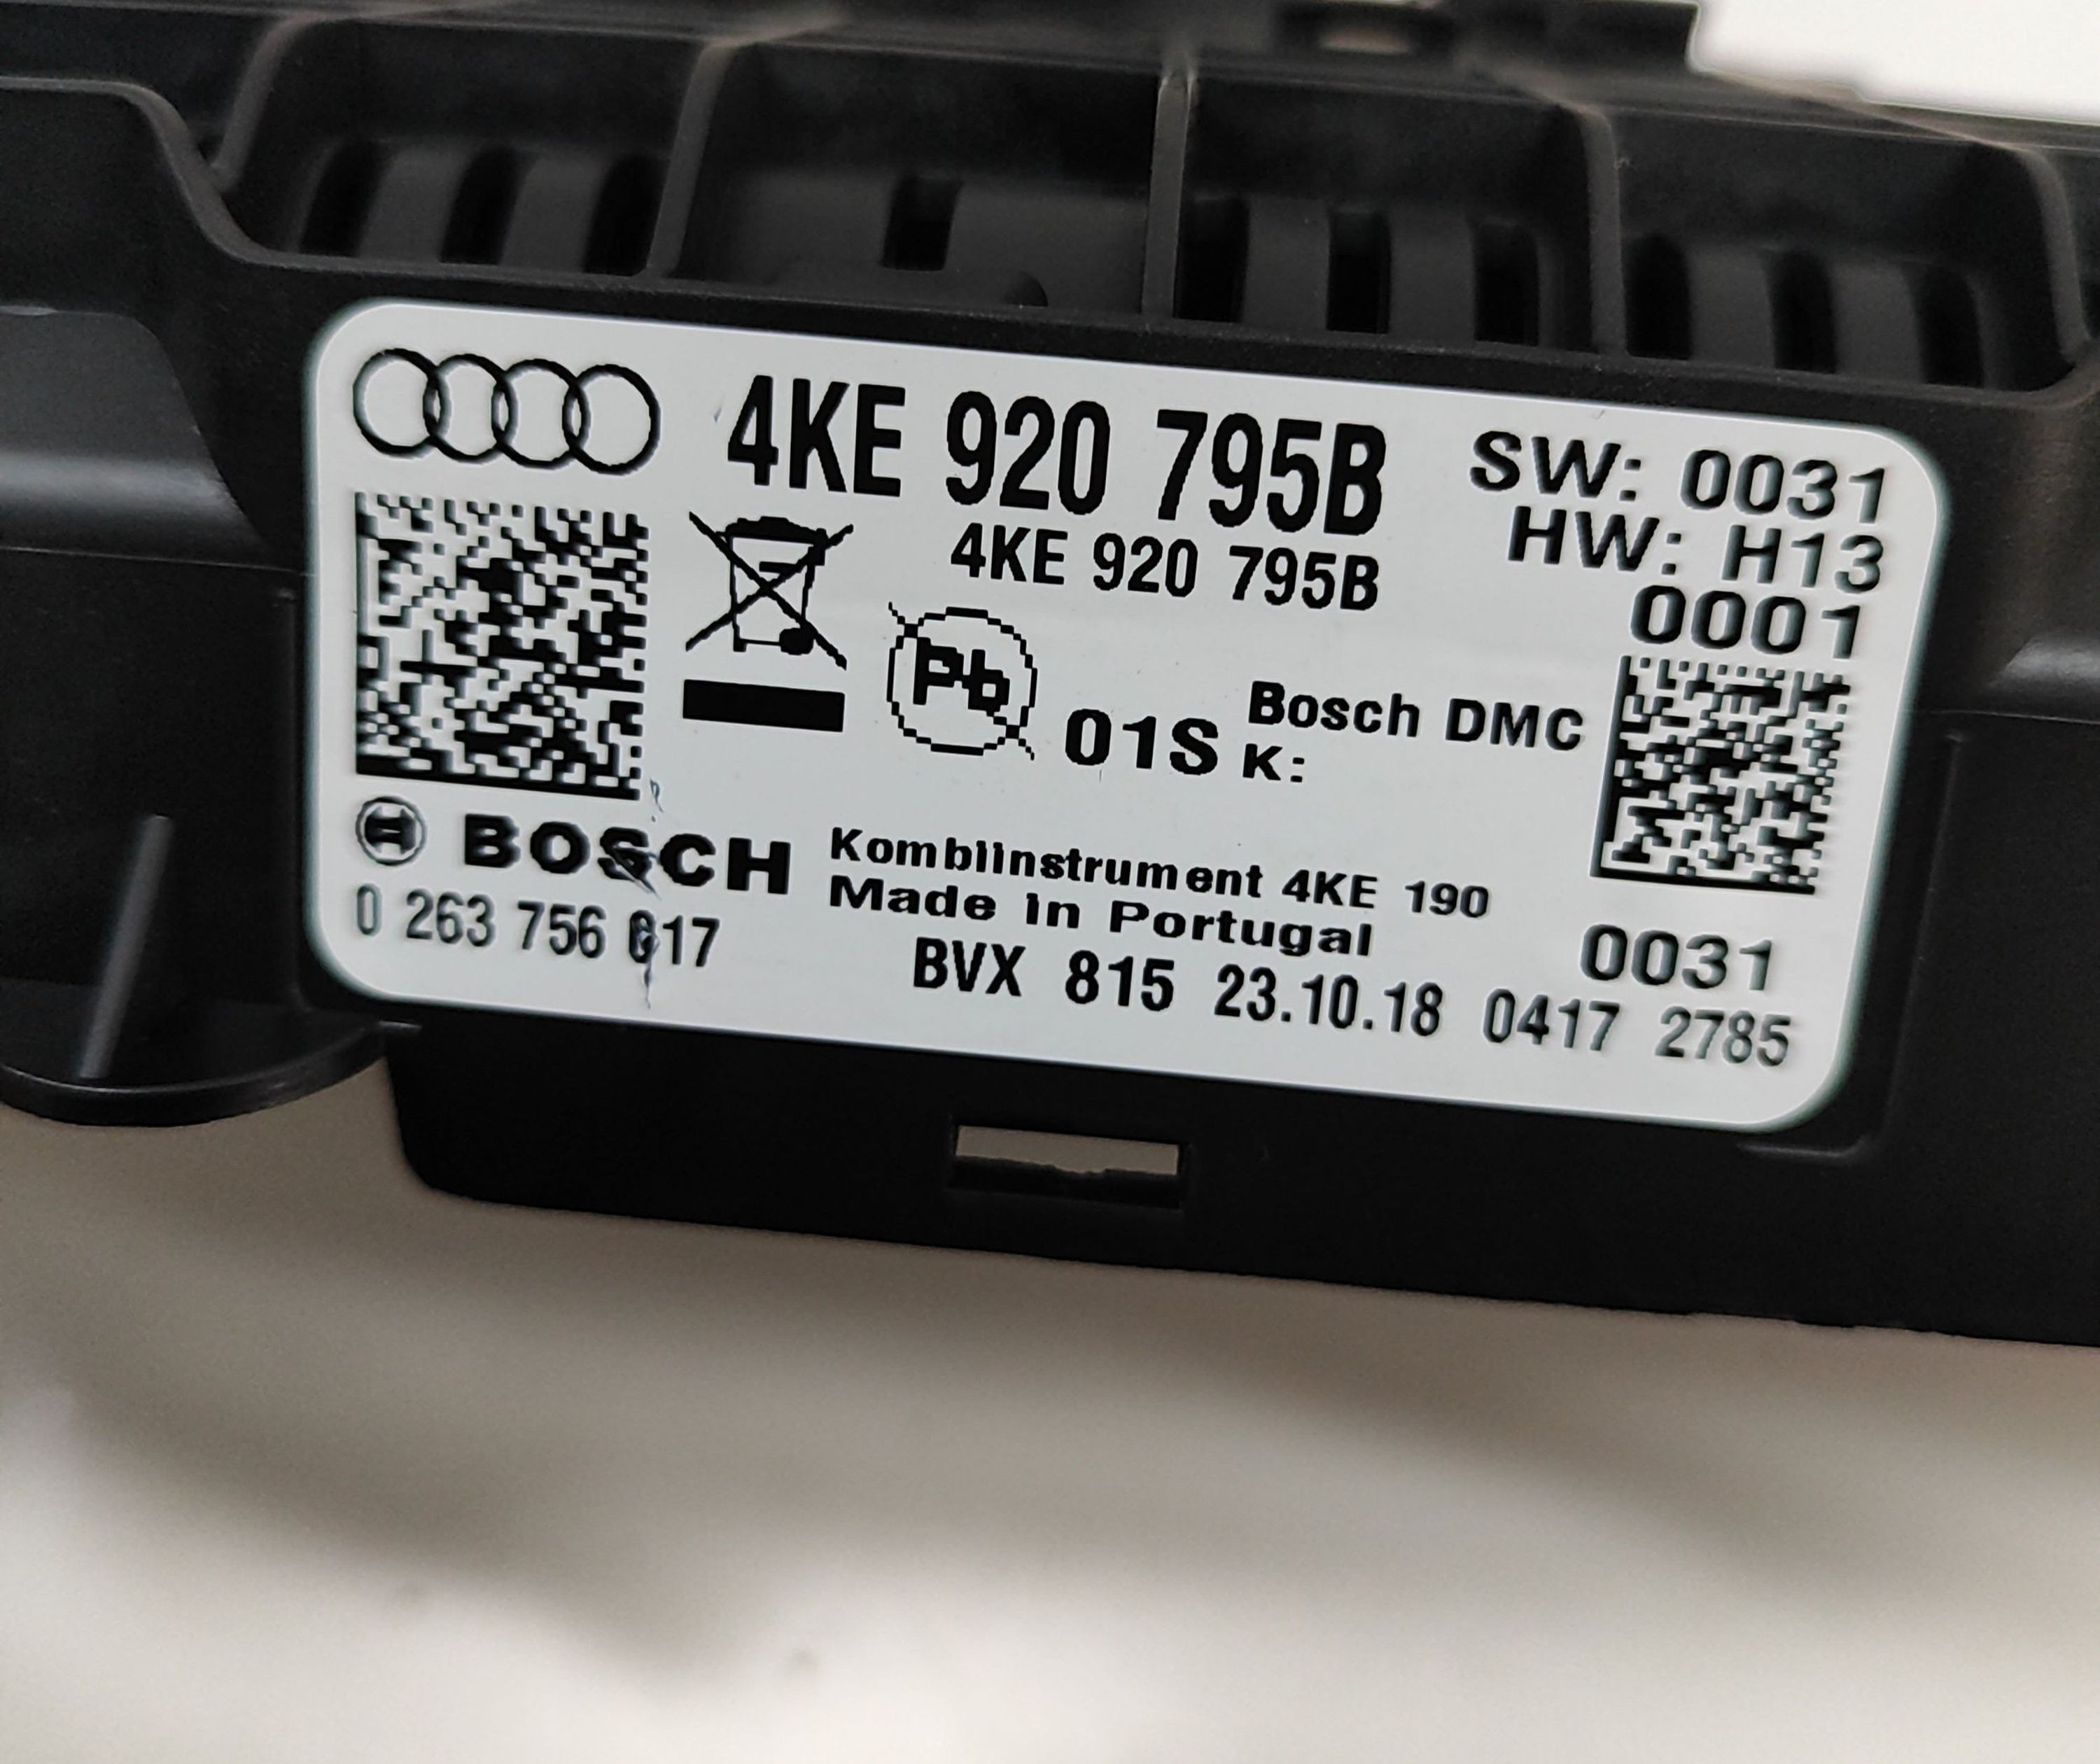 4KE 920 795B
SW: 0031
4KE 920 795B
HW: H13
0001
Pb
01S
Bosch DMC
K:
BOSCH
Kombiinstrument 4KE 190
0 263 756
Made in Portugal
0031
BVX 815 23.10.18 0417 2785